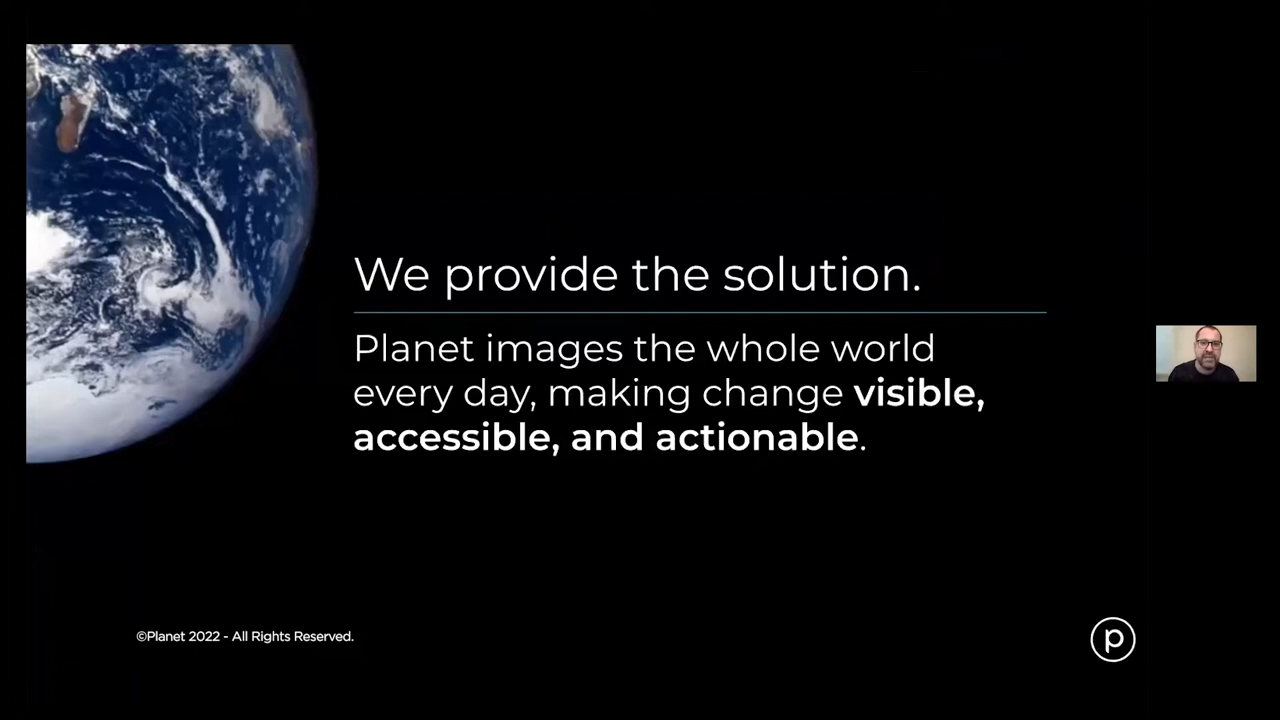 We provide the solution.
Planet images the whole world
every day, making change visible,
accessible, and actionable.
©Planet 2022 - All Rights Reserved.
p